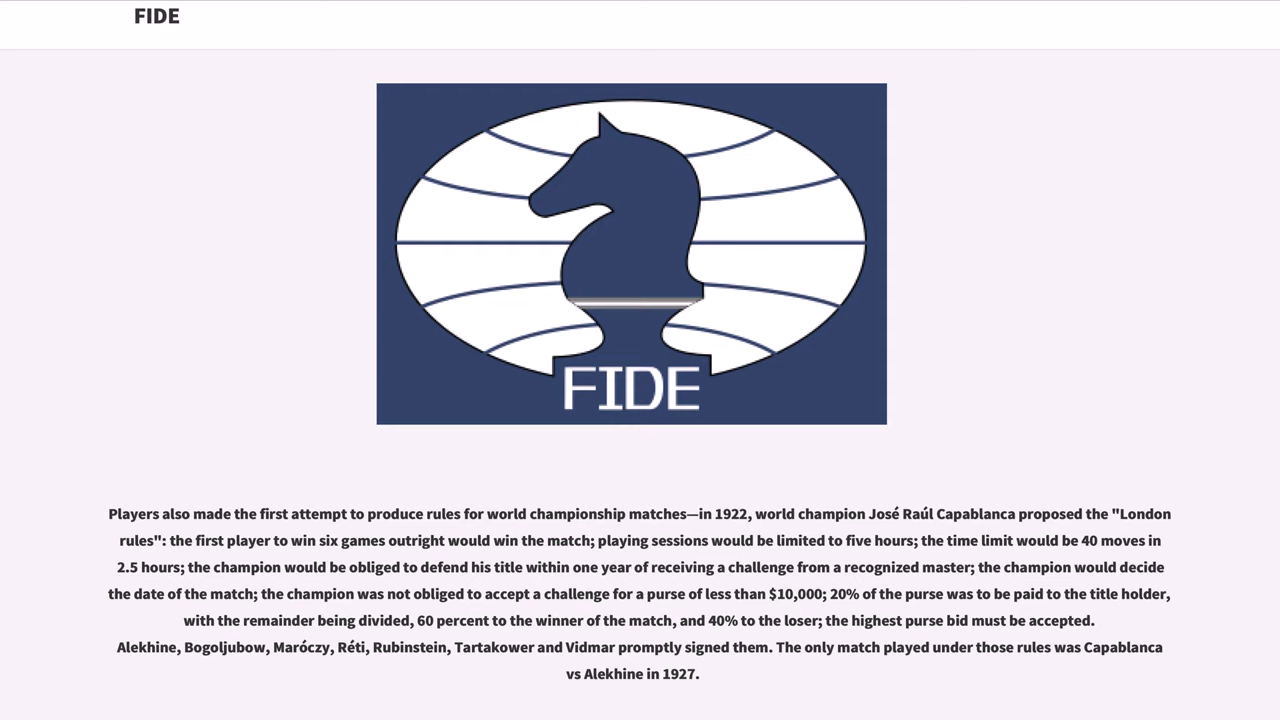 FIDE
FIDE
Players also made the first attempt to produce rules for world championship matches—in 1922, world champion José Raúl Capablanca proposed the "London
rules": the first player to win six games outright would win the match; playing sessions would be limited to five hours; the time limit would be 40 moves in
2.5 hours; the champion would be obliged to defend his title within one year of receiving a challenge from a recognized master; the champion would decide
the date of the match; the champion was not obliged to accept a challenge for a purse of less than $10,000; 20% of the purse was to be paid to the title holder,
with the remainder being divided, 60 percent to the winner of the match, and 40% to the loser; the highest purse bid must be accepted.
Alekhine, Bogoljubow, Maróczy, Réti, Rubinstein, Tartakower and Vidmar promptly signed them. The only match played under those rules was Capablanca
vs Alekhine in 1927.